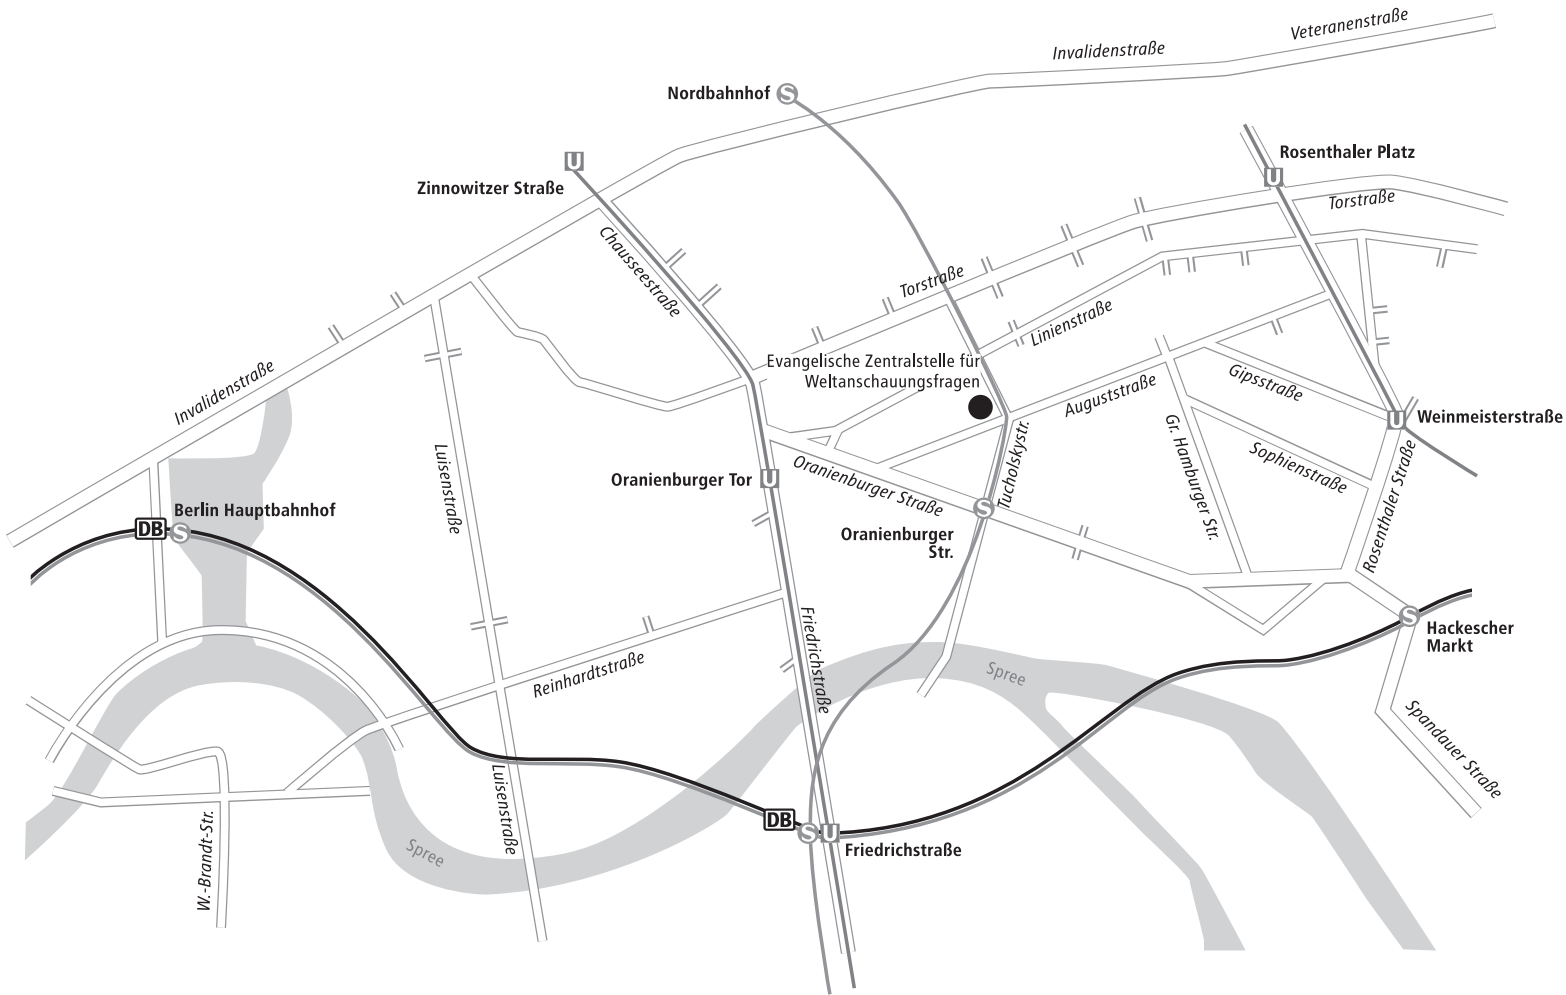 Veteranenstraße
Invalidenstraße
Nordbahnhof
S
U
Zinnowitzer Straße
Rosenthaler Platz
U
Torstraße
Chausseestraße
Torstraße
Linienstraße
Evangelische Zentralstelle für
Weltanschauungsfragen
Auguststraße
Gipsstraße
Invalidenstraße
U
Weinmeisterstraße
Luisenstraße
Oranienburger Tor
U
Oranienburger Straße
Tucholskystr.
Gr. Hamburger Str.
Sophienstraße
Rosenthaler Straße
Berlin Hauptbahnhof
DB
S
S
Oranienburger
Str.
Friedrichstraße
S
Hackescher
Markt
Reinhardtstraße
Spree
Spandauer Straße
Luisenstraße
W.-Brandt-Str.
Spree
DB
S
U
Friedrichstraße